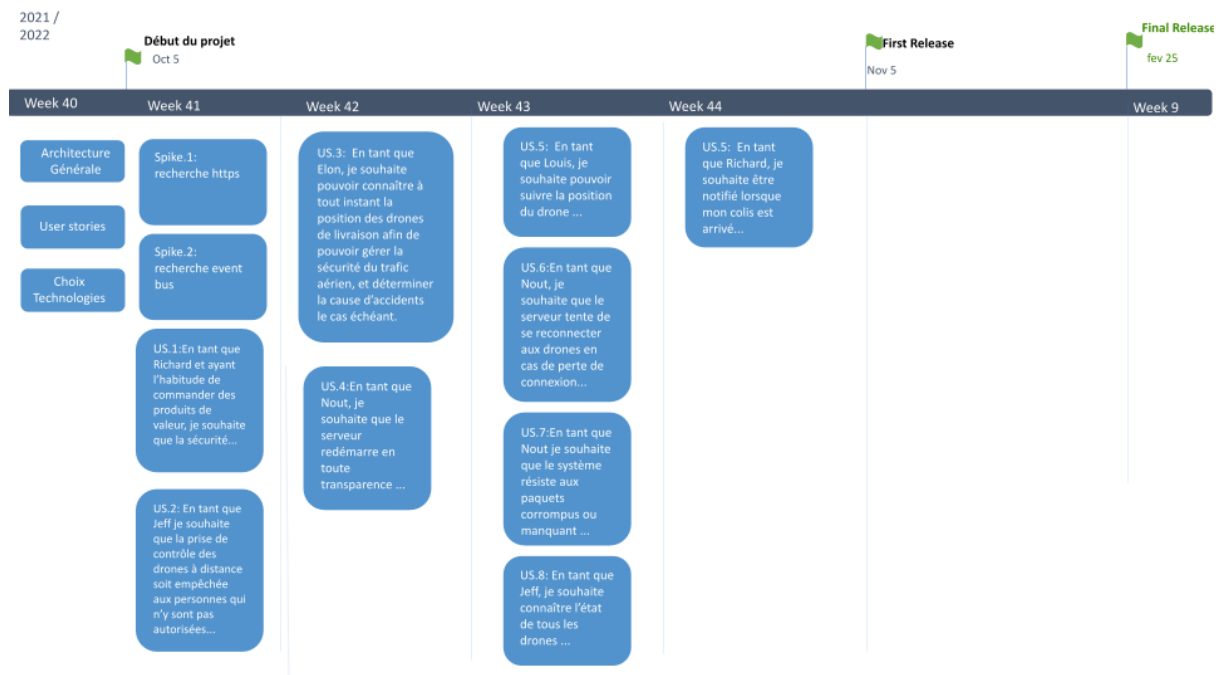 2021 /
2022
Début du projet
Oct 5
First Release
Nov 5
Final Release
fev 25
Week 40
Week 41
Week 42
Week 43
Week 44
Week 9
Architecture
Générale
User stories
Choix
Technologies
Spike.1:
recherche https
Spike.2:
recherche event
bus
US.1:En tant que
Richard et ayant
l'habitude de
commander des
produits de
valeur, je souhaite
que la sécurité...
US.2: En tant que
Jeff je souhaite
que la prise de
contrôle des
drones à distance
soit empêchée
aux personnes qui
n'y sont pas
autorisées...
US.3: En tant que
Elon, je souhaite
pouvoir connaître à
tout instant la
position des drones
de livraison afin de
pouvoir gérer la
sécurité du trafic
aérien, et déterminer
la cause d'accidents
le cas échéant.
US.4:En tant que
Nout, je
souhaite que le
serveur
redémarre en
toute
transparence ...
US.5: En tant
que Louis, je
souhaite pouvoir
suivre la position
du drone ...
US.6:En tant que
Nout, je
souhaite que le
serveur tente de
se reconnecter
aux drones en
cas de perte de
connexion...
US.7:En tant que
Nout je souhaite
que le système
résiste aux
paquets
corrompus ou
manquant ...
US.8: En tant que
Jeff, je souhaite
connaître l'état
de tous les
drones ...
US.5: En tant
que Richard, je
souhaite être
notifié lorsque
mon colis est
arrivé...